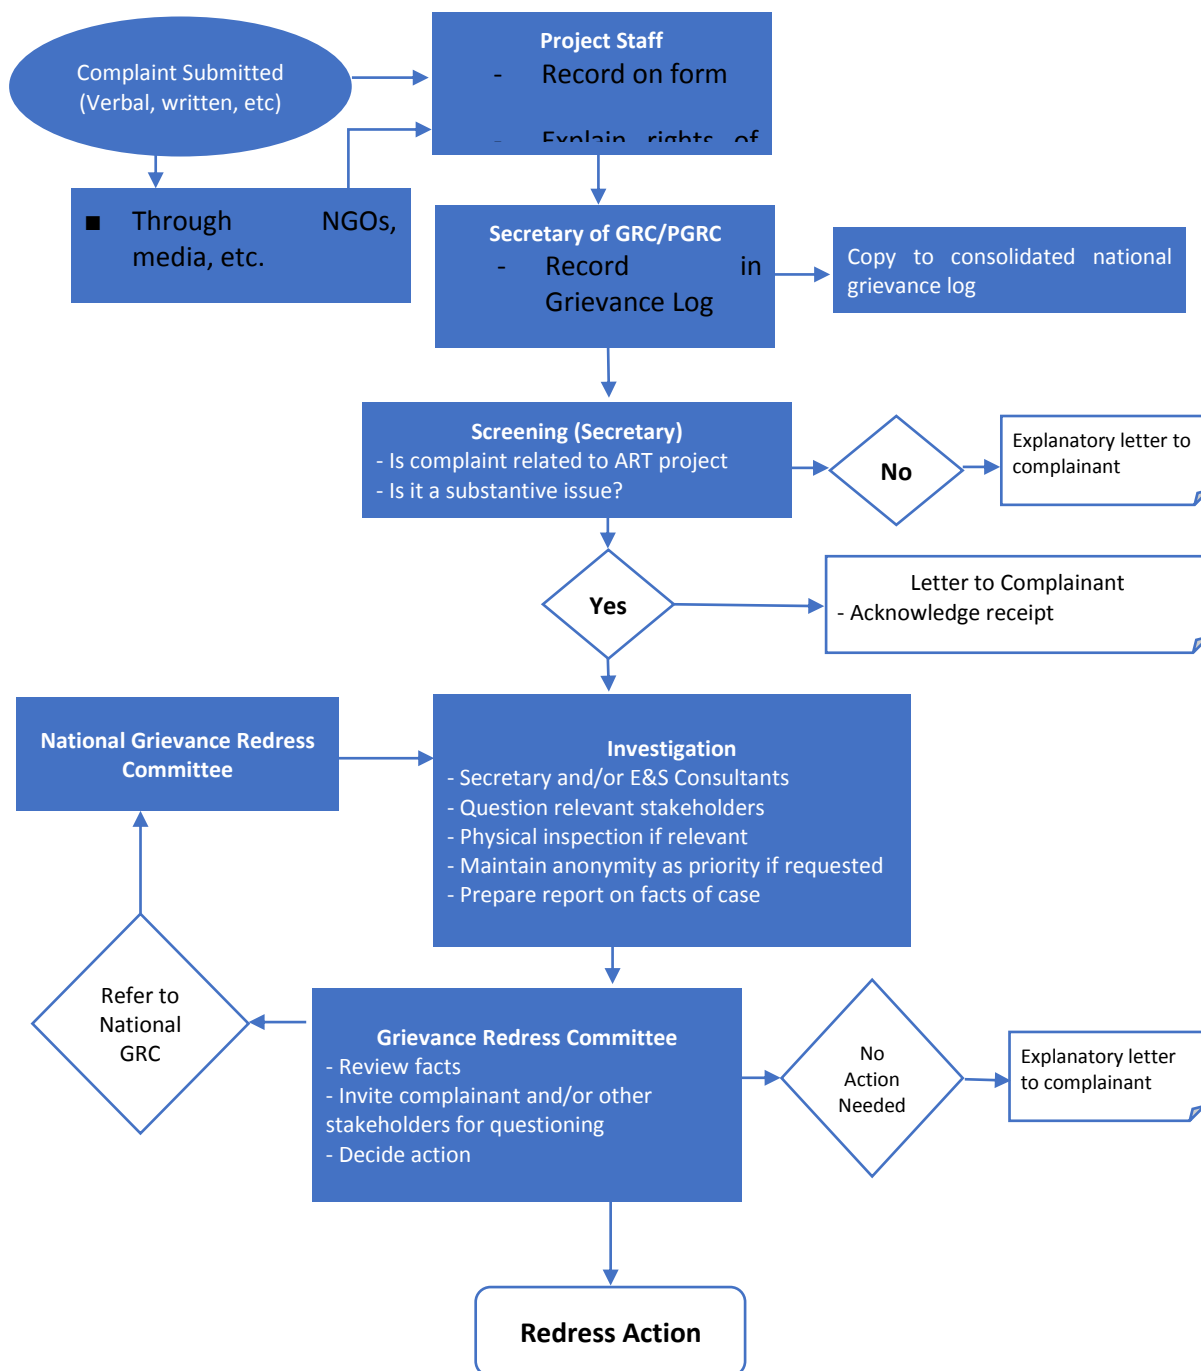 Complaint Submitted
(Verbal, written, etc)
Project Staff
- Record on form
- Explain rights of
■ Through NGOs,
media, etc.
Secretary of GRC/PGRC
- Record in
Grievance Log
Copy to consolidated national
grievance log
Screening (Secretary)
- Is complaint related to ART project
- Is it a substantive issue?
No
Explanatory letter to
complainant
Yes
Letter to Complainant
- Acknowledge receipt
National Grievance Redress
Committee
Investigation
- Secretary and/or E&S Consultants
- Question relevant stakeholders
- Physical inspection if relevant
- Maintain anonymity as priority if requested
- Prepare report on facts of case
Refer to
National
GRC
Grievance Redress Committee
- Review facts
- Invite complainant and/or other
stakeholders for questioning
- Decide action
No
Action
Needed
Explanatory letter
to complainant
Redress Action